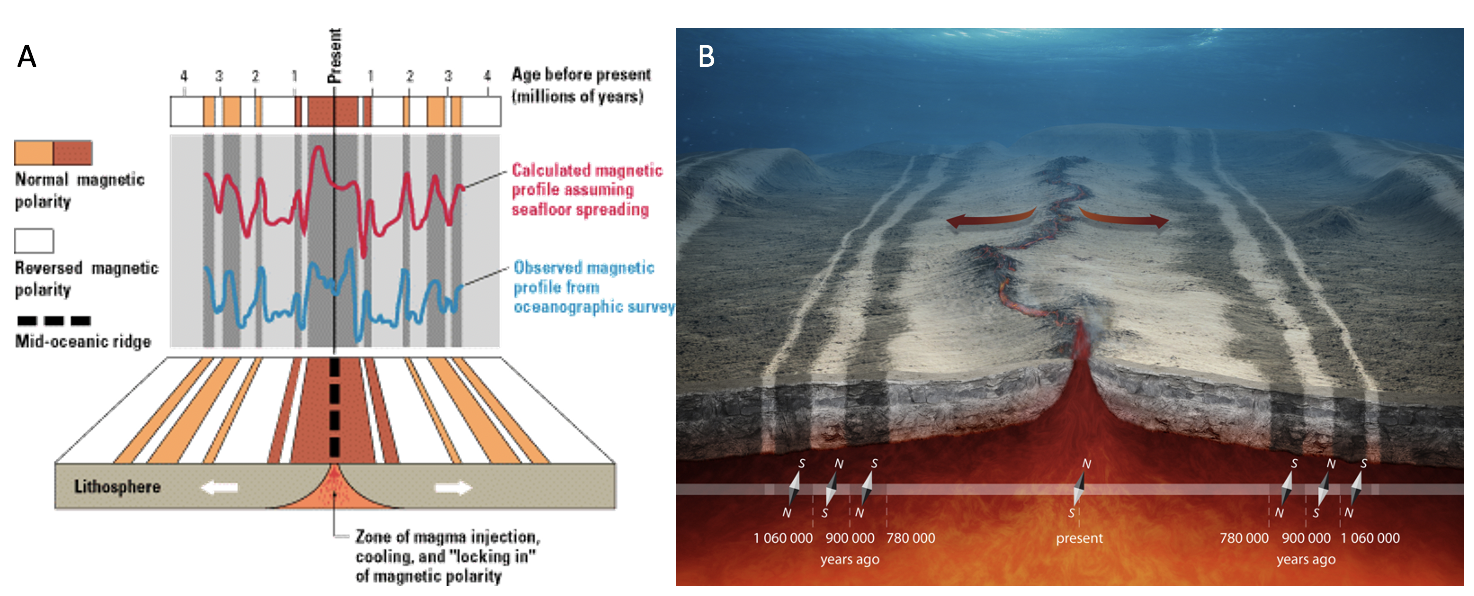 A
Present
4 3 2 1 1 2 3 4
Age before present
(millions of years)
Normal magnetic
polarity
Reversed magnetic
polarity
Mid-oceanic ridge
Calculated magnetic
profile assuming
seafloor spreading
Observed magnetic
profile from
oceanographic survey
Lithosphere
Zone of magma injection,
cooling, and "locking in"
of magnetic polarity
B
S N S N S N S
N S N S N S N
1 060 000 900 000 780 000 present 780 000 900 000 1 060 000
years ago years ago